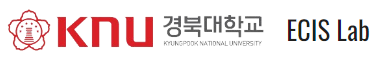 KNU 경북대학교 ECIS Lab
KYUNGPOOK NATIONAL UNIVERSITY